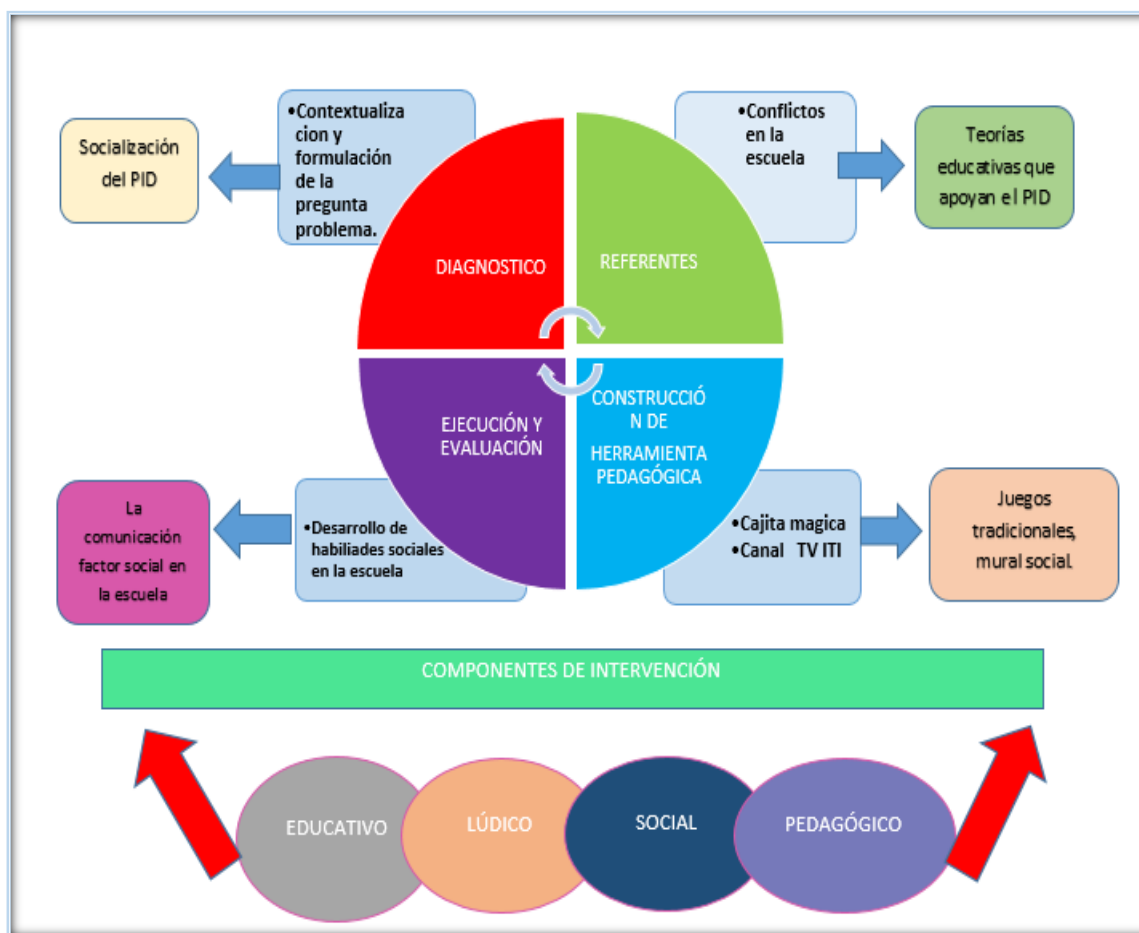 Socialización
del PID
•Contextualiza
cion y
formulación
de la
pregunta
problema.
DIAGNOSTICO
REFERENTES
•Conflictos
en la
escuela
Teorías
educativas que
apoyan el PID
La
comunicación
factor social en
la escuela
•Desarrollo de
habiliades sociales
en la escuela
EJECUCIÓN Y
EVALUACIÓN
CONSTRUCCIÓ
N DE
HERRAMIENTA
PEDAGÓGICA
•Cajita magica
•Canal TV ITI
Juegos
tradicionales,
mural social.
COMPONENTES DE INTERVENCIÓN
EDUCATIVO
LÚDICO
SOCIAL
PEDAGÓGICO